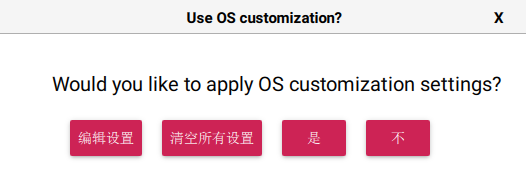 Use OS customization?
X
Would you like to apply OS customization settings?
编辑设置 清空所有设置 是 不